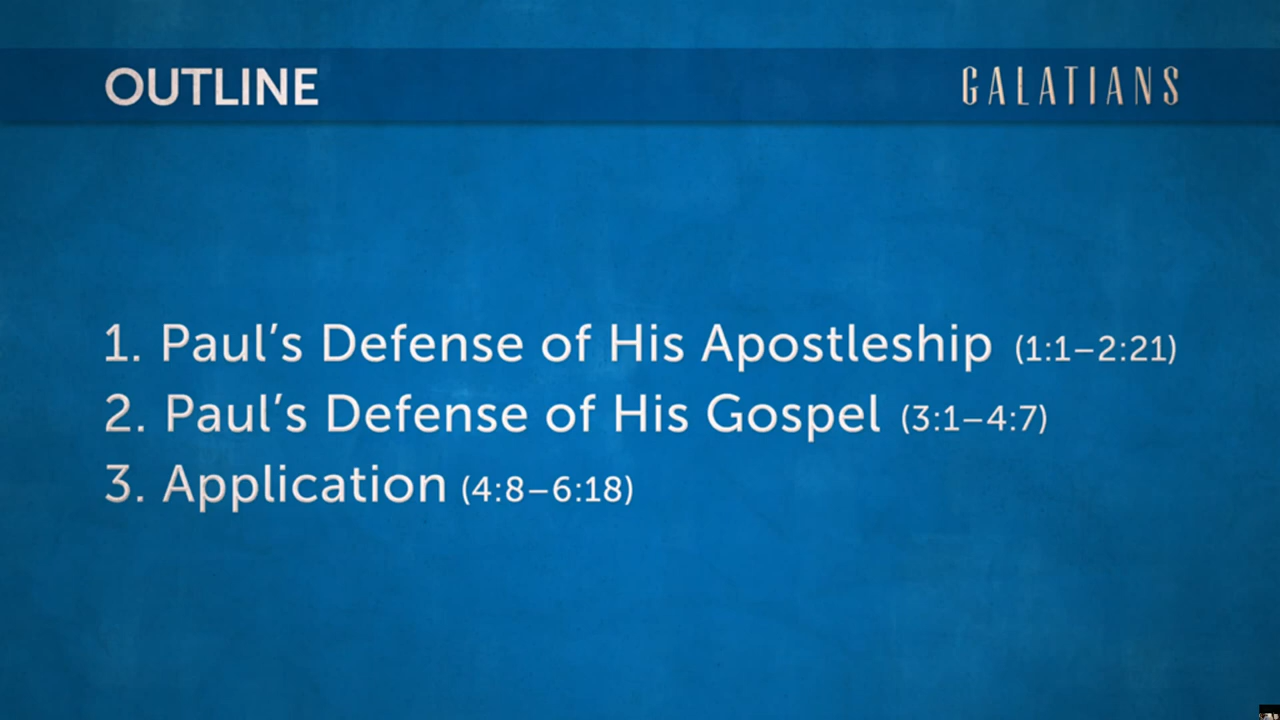 OUTLINE
GALATIANS
1. Paul’s Defense of His Apostleship (1:1–2:21)
2. Paul’s Defense of His Gospel (3:1–4:7)
3. Application (4:8–6:18)